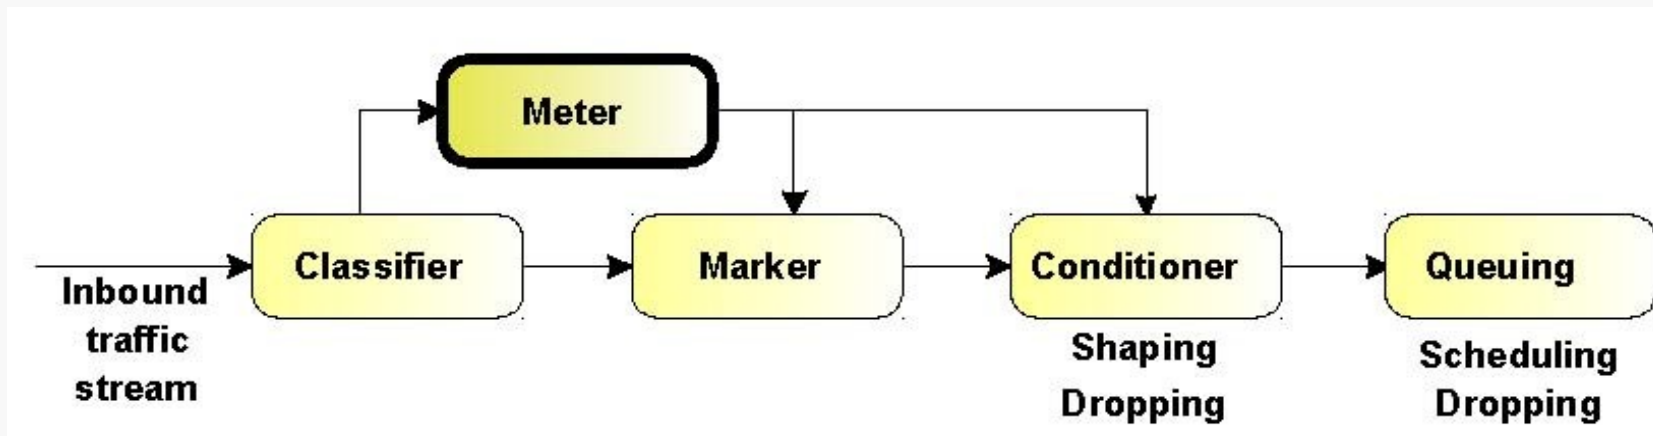 Meter
Classifier
Marker
Conditioner
Queuing
Inbound
traffic
stream
Shaping
Dropping
Scheduling
Dropping